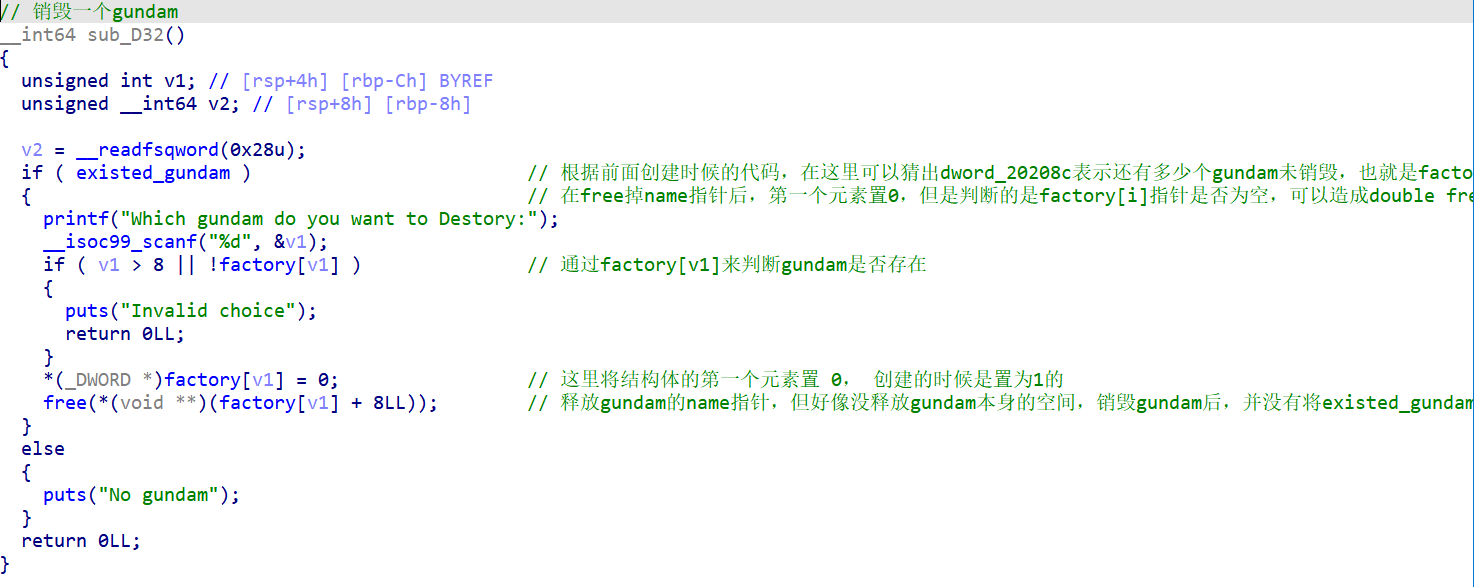 // 销毁一个gundam
__int64 sub_D32()
{
  unsigned int v1; // [rsp+4h] [rbp-Ch] BYREF
  unsigned __int64 v2; // [rsp+8h] [rbp-8h]

  v2 = __readfsqword(0x28u);
  if ( existed_gundam )                         // 根据前面创建时候的代码，在这里可以猜出dword_20208c表示还有多少个gundam未销毁，也就是facto
  {                                             // 在free掉name指针后，第一个元素置0，但是判断的是factory[i]指针是否为空，可以造成double fre
    printf("Which gundam do you want to Destory:");
    __isoc99_scanf("%d", &v1);
    if ( v1 > 8 || !factory[v1] )               // 通过factory[v1]来判断gundam是否存在
    {
      puts("Invalid choice");
      return 0LL;
    }
    *(_DWORD *)factory[v1] = 0;                 // 这里将结构体的第一个元素置 0， 创建的时候是置为1的
    free(*(void **)(factory[v1] + 8LL));        // 释放gundam的name指针，但好像没释放gundam本身的空间，销毁gundam后，并没有将existed_gundam
  }
  else
  {
    puts("No gundam");
  }
  return 0LL;
}